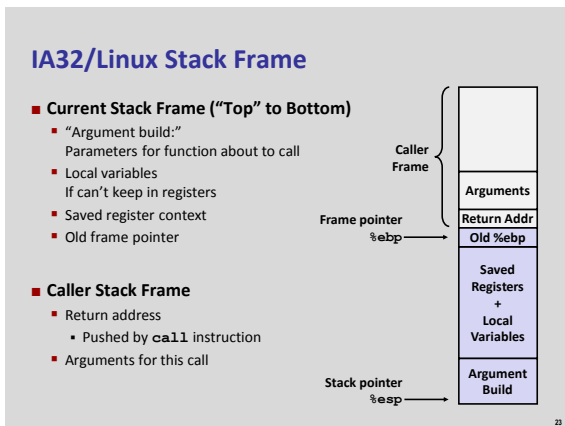 IA32/Linux Stack Frame
■ Current Stack Frame (“Top” to Bottom)
▪ “Argument build:”
Parameters for function about to call
▪ Local variables
If can’t keep in registers
▪ Saved register context
▪ Old frame pointer
■ Caller Stack Frame
▪ Return address
▪ Pushed by call instruction
▪ Arguments for this call
Caller
Frame
Arguments
Return Addr
Frame pointer
%ebp
Old %ebp
Saved
Registers
+
Local
Variables
Argument
Build
Stack pointer
%esp
23